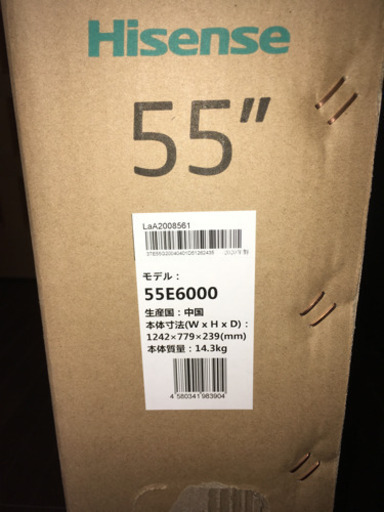 Hisense
55"
LaA2008561
モデル：
55E6000
生産国：中国
本体寸法(W x H x D)：
1242×779×239(mm)
本体質量：14.3kg
4 580341 983904